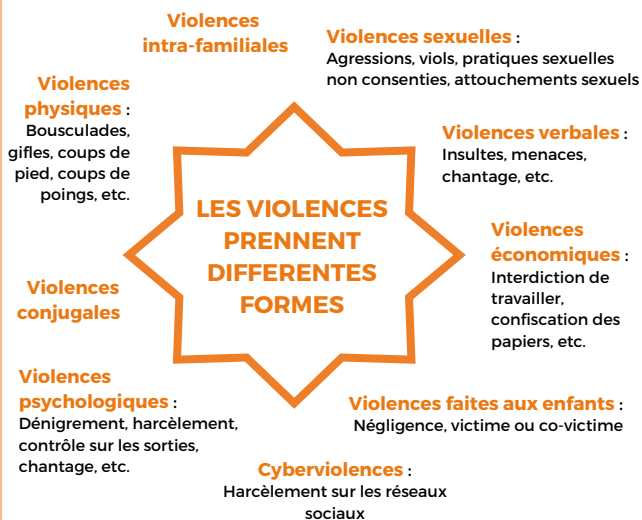 Violences
intra-familiales
Violences sexuelles :
Agressions, viols, pratiques sexuelles
non consenties, attouchements sexuels
Violences
physiques :
Bousculades,
gifles, coups de
pied, coups de
poings, etc.
Violences verbales :
Insultes, menaces,
chantage, etc.
LES VIOLENCES
PRENNENT
DIFFERENTES
FORMES
Violences
économiques :
Interdiction de
travailler,
confiscation des
papiers, etc.
Violences
conjugales
Violences
psychologiques :
Dénigrement, harcèlement,
contrôle sur les sorties,
chantage, etc.
Violences faites aux enfants :
Négligence, victime ou co-victime
Cyberviolences :
Harcèlement sur les réseaux
sociaux